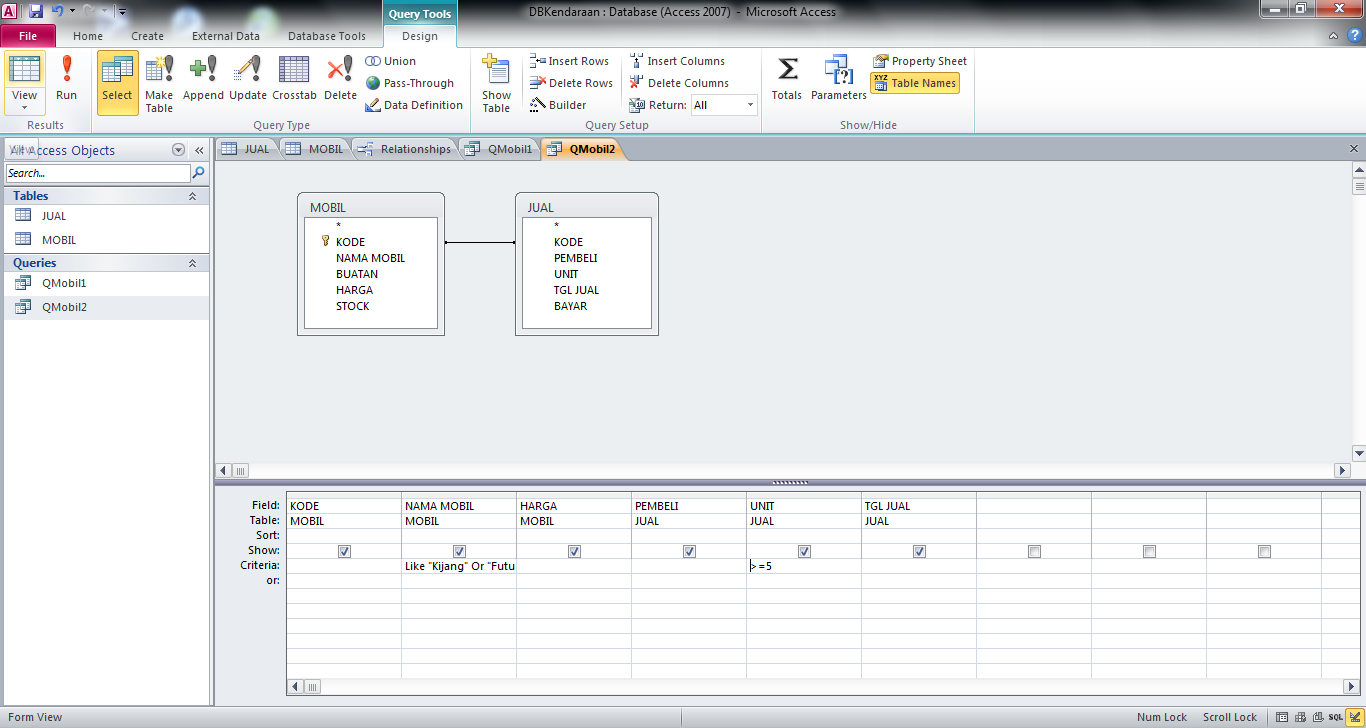 Query Tools
DBKendaraan : Database (Access 2007) - Microsoft Access
File Home Create External Data Database Tools Design
View Run
Results
Select Make Table Append Update Crosstab Delete
Union
Pass-Through
Data Definition
Query Type
Show Table
Insert Rows
Delete Rows
Builder
Insert Columns
Delete Columns
Return: All
Query Setup
Totals Parameters
Property Sheet
XYZ Table Names
Show/Hide
Access Objects
Search...
Tables
JUAL
MOBIL
Queries
QMobil1
QMobil2
JUAL MOBIL Relationships QMobil1 QMobil2
MOBIL
*
KODE
NAMA MOBIL
BUATAN
HARGA
STOCK
JUAL
*
KODE
PEMBELI
UNIT
TGL JUAL
BAYAR
Field: KODE NAMA MOBIL HARGA PEMBELI UNIT TGL JUAL
Table: MOBIL MOBIL MOBIL JUAL JUAL JUAL
Sort:
Show:
Criteria: Like "Kijang" Or "Futu >=5
or:
Form View
Num Lock Scroll Lock SQL